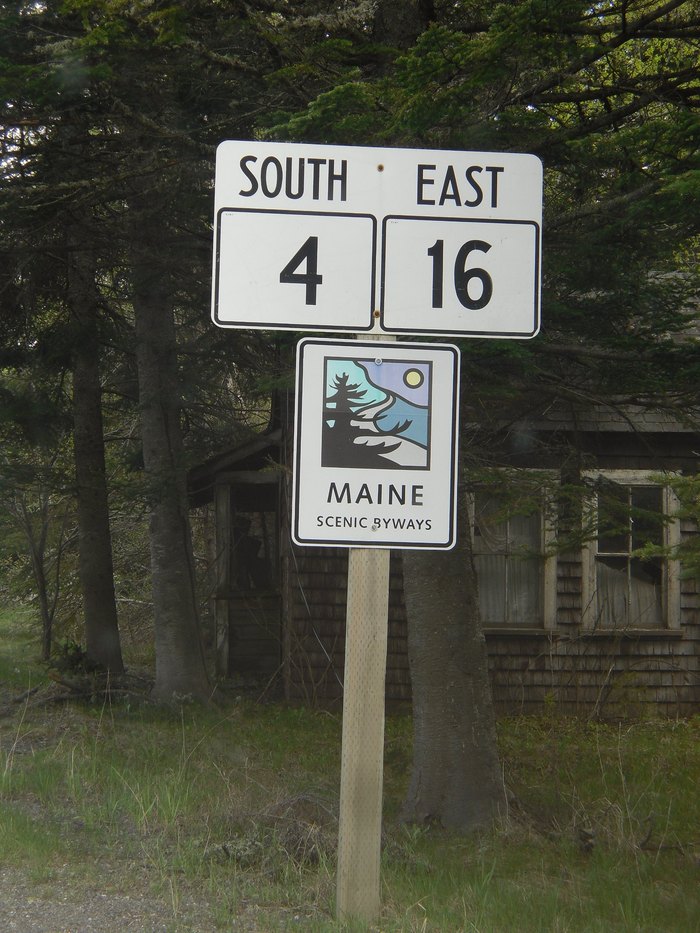 SOUTH EAST
4 16
MAINE
SCENIC BYWAYS